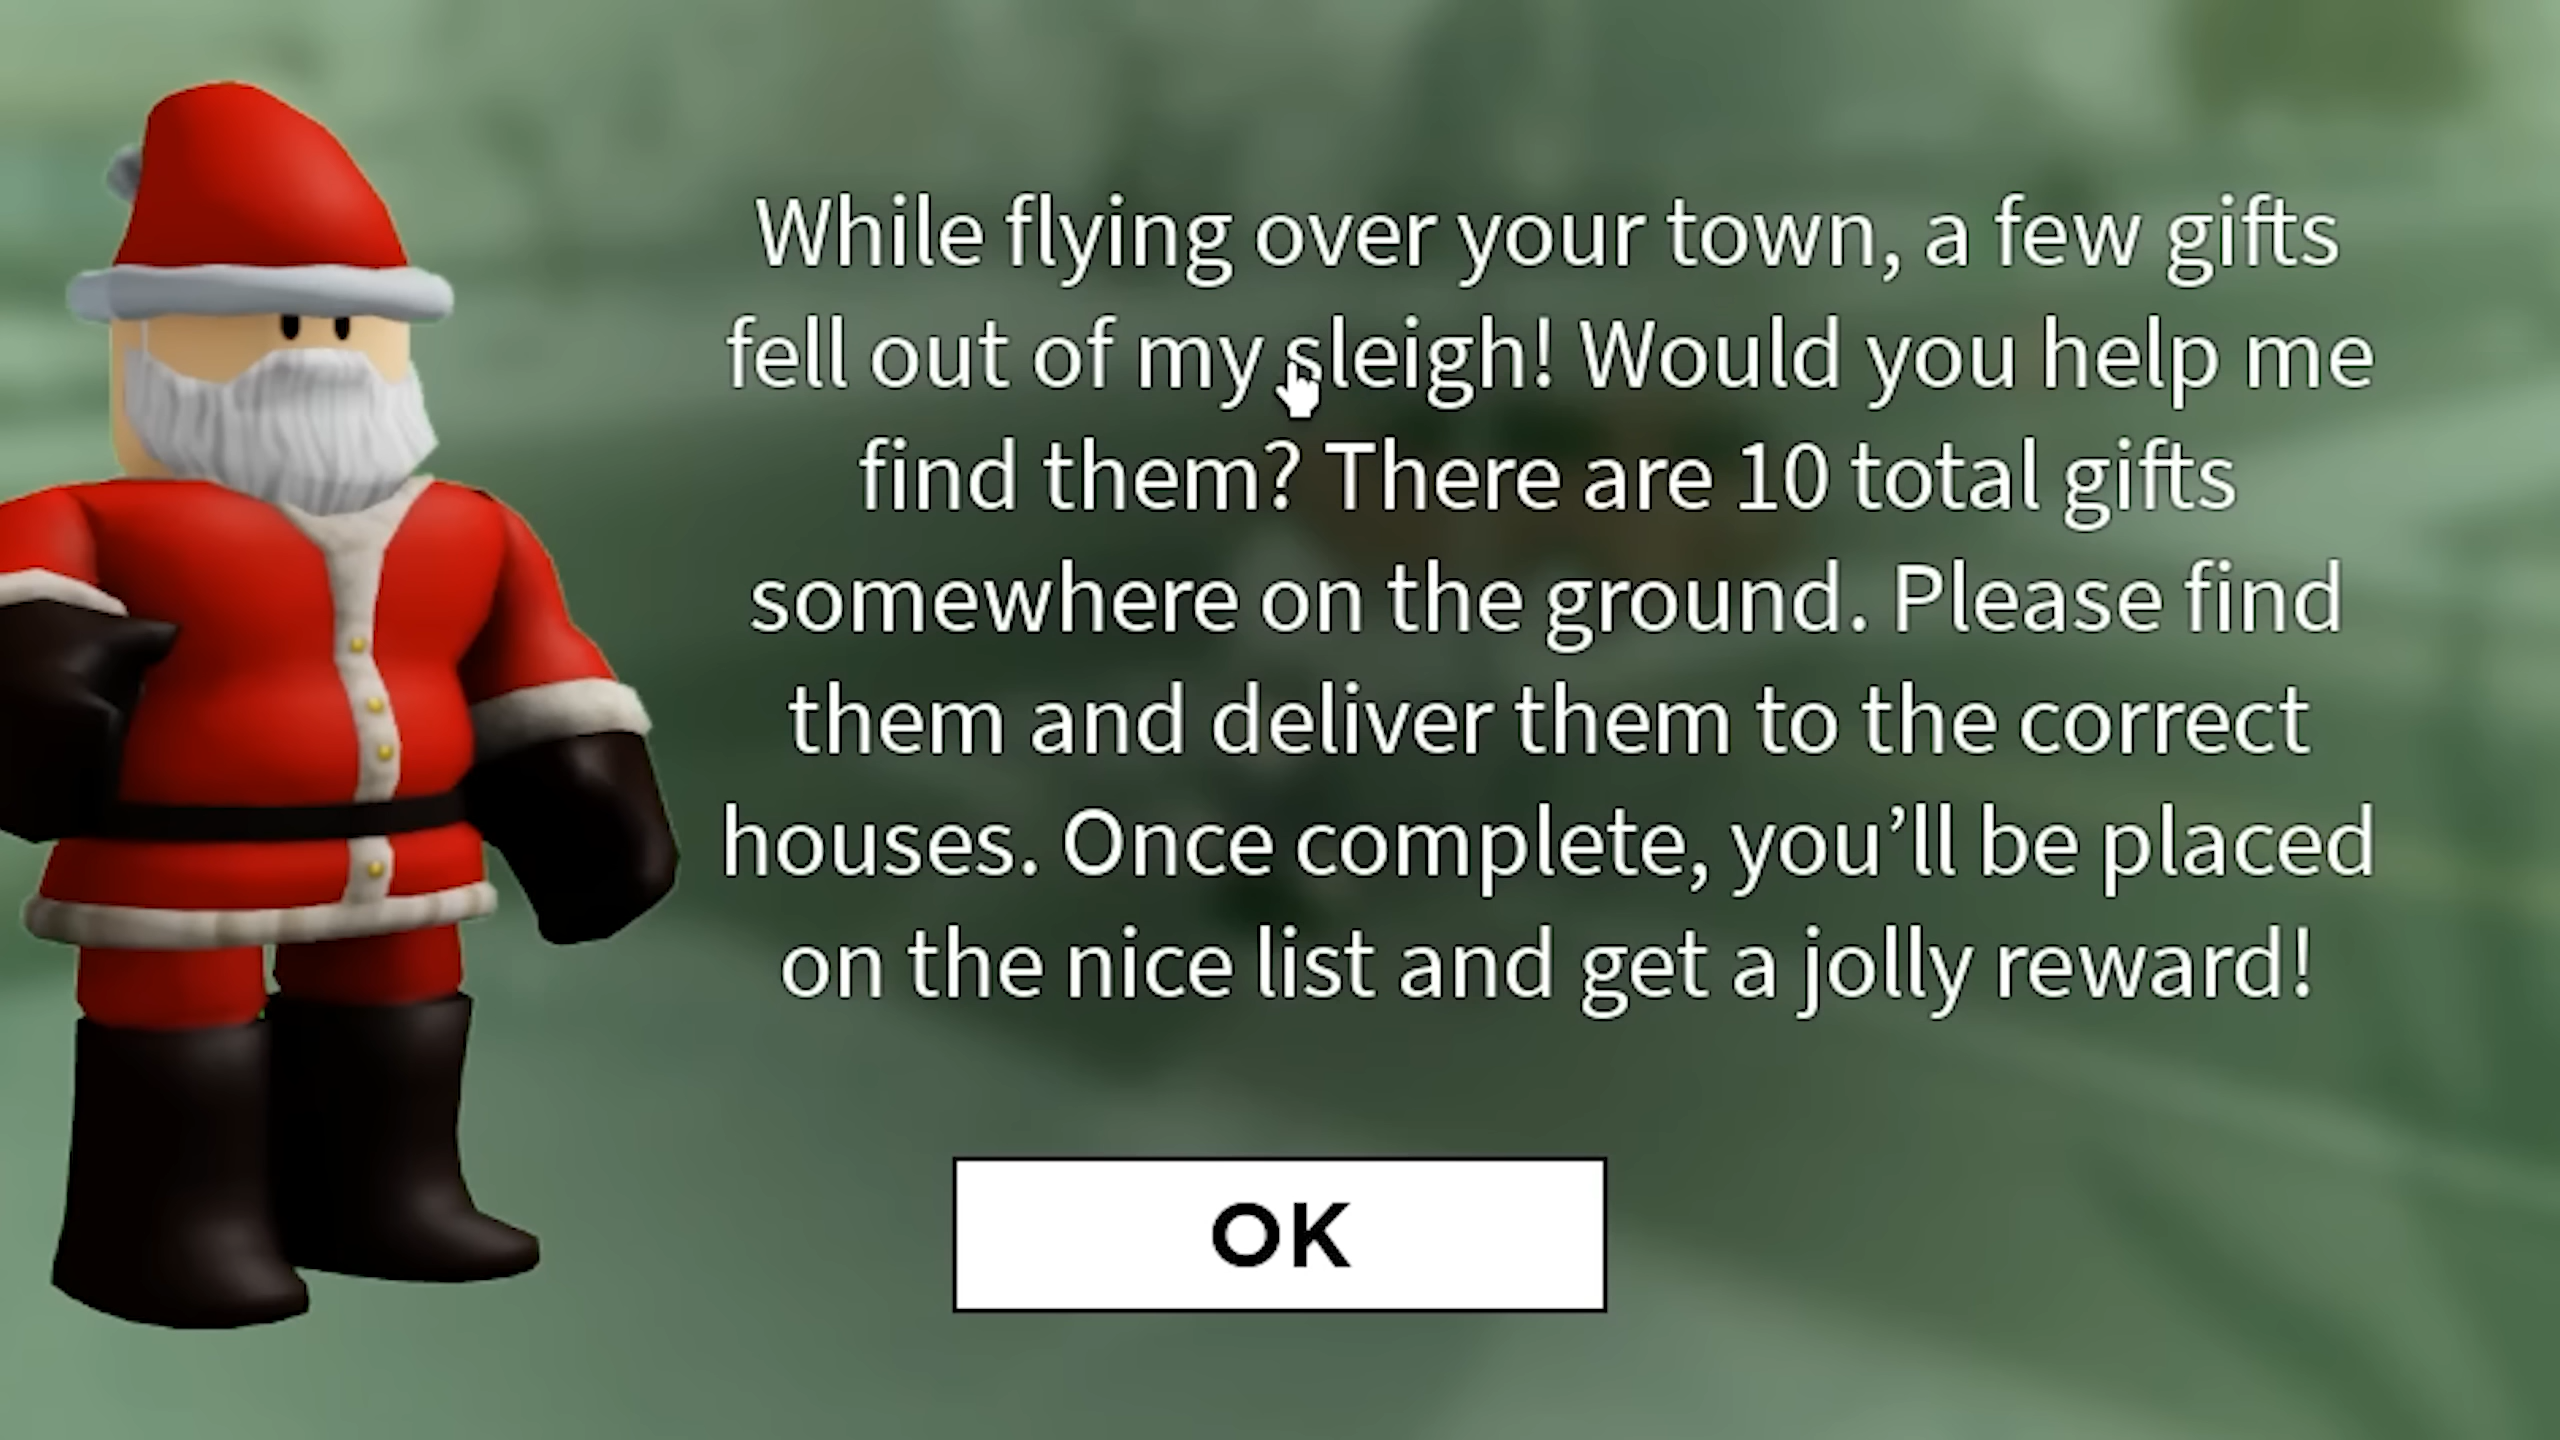 While flying over your town, a few gifts
fell out of my sleigh! Would you help me
find them? There are 10 total gifts
somewhere on the ground. Please find
them and deliver them to the correct
houses. Once complete, you’ll be placed
on the nice list and get a jolly reward!
OK